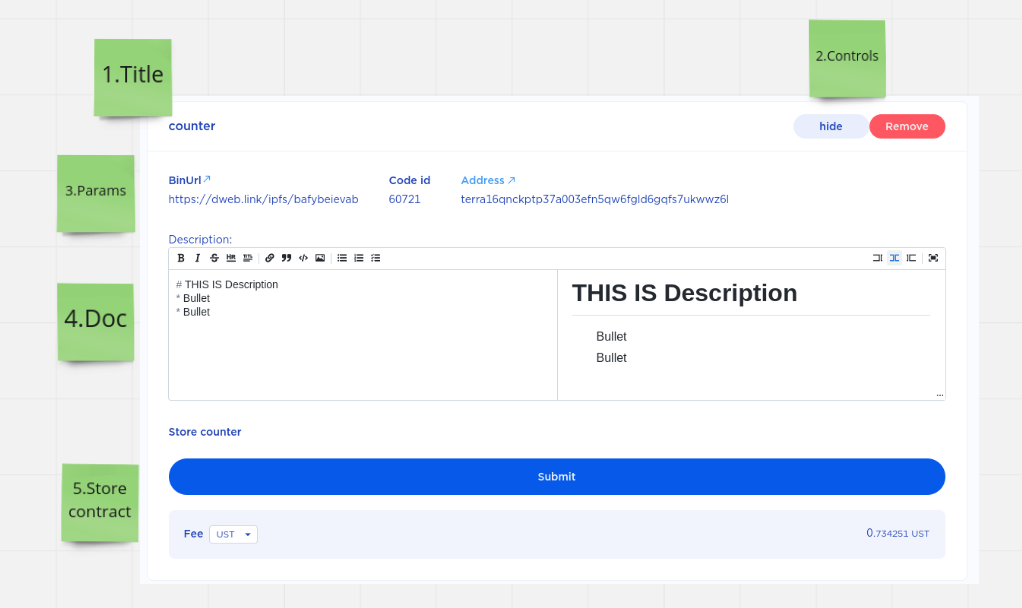 1.Title
2.Controls
counter
hide
Remove
3.Params
BinUrl
Code id
Address
https://dweb.link/ipfs/bafybeievab
60721
terra16qnckptp37a003efn5qw6fgld6gqfs7ukwwz6l
Description:
4.Doc
# THIS IS Description
* Bullet
* Bullet
THIS IS Description
Bullet
Bullet
...
Store counter
5.Store
contract
Submit
Fee
UST
0.734251 UST